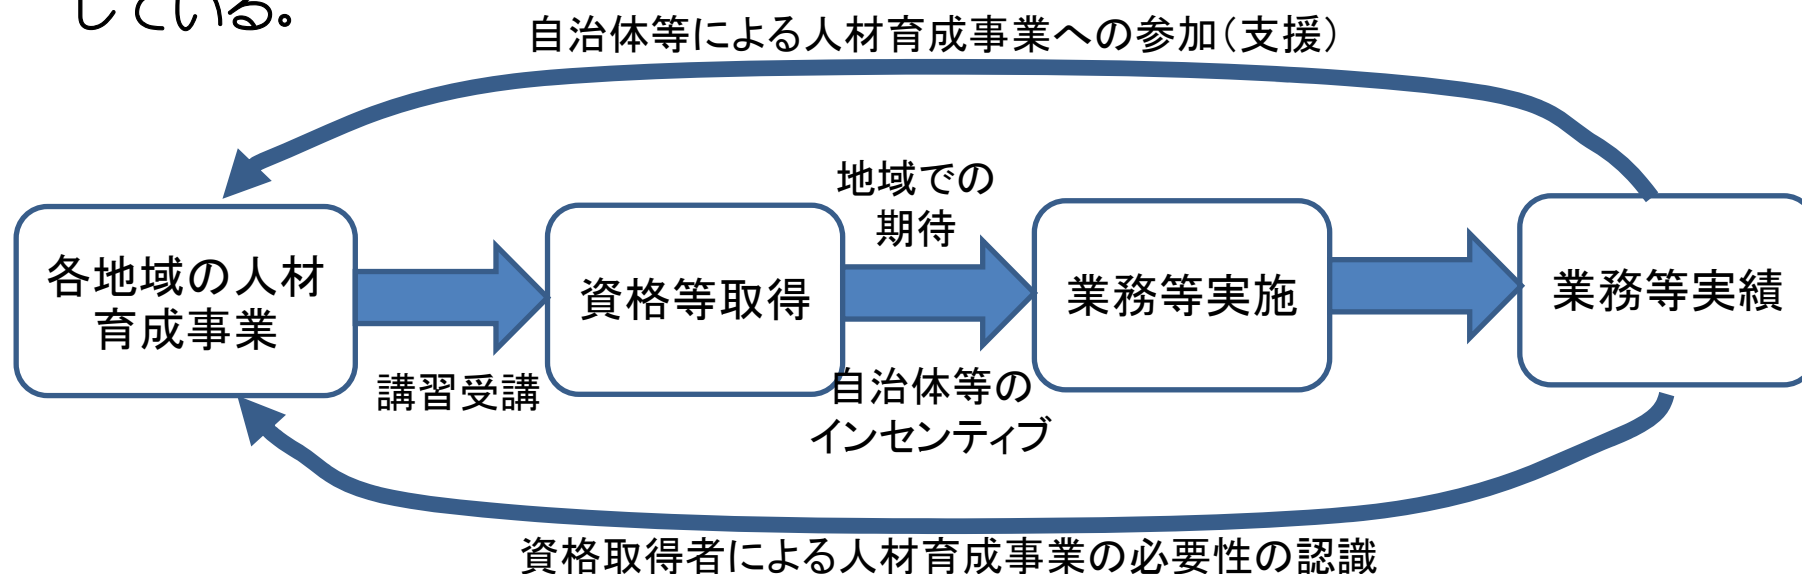 している。
自治体等による人材育成事業への参加（支援）
地域での
期待
各地域の人材
育成事業
資格等取得
業務等実施
業務等実績
講習受講
自治体等の
インセンティブ
資格取得者による人材育成事業の必要性の認識